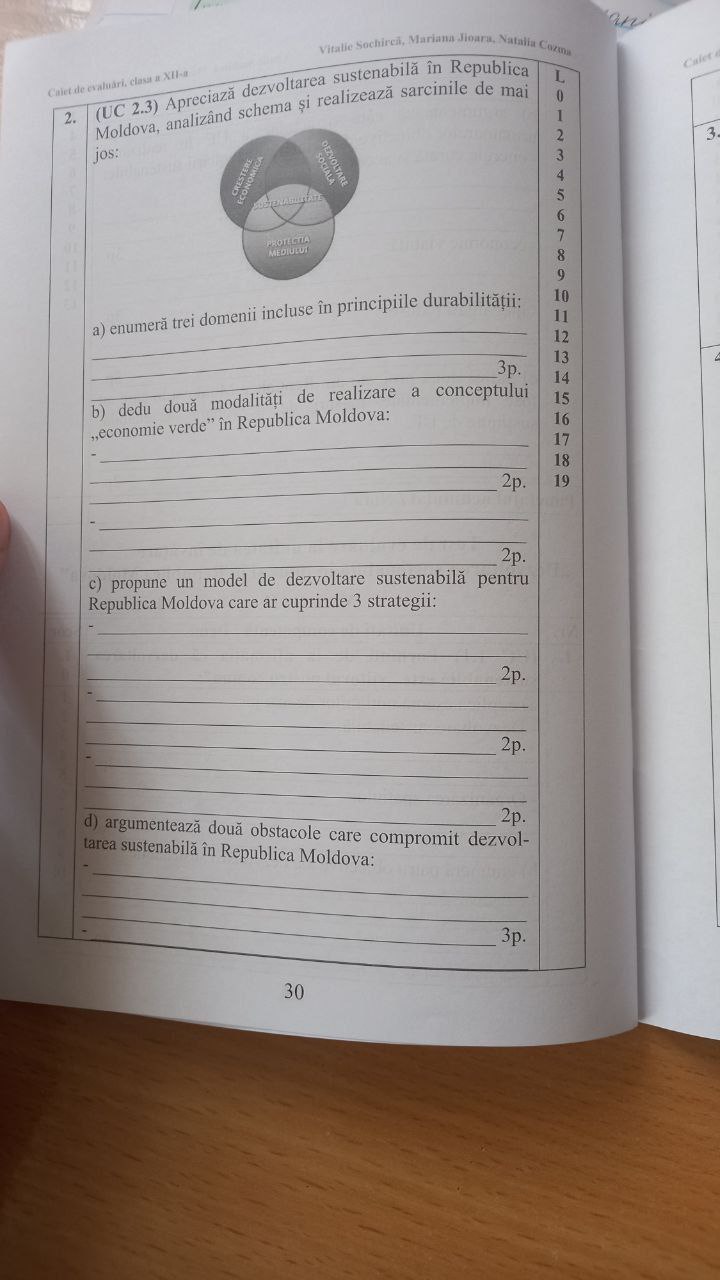 Caiet de evaluări, clasa a XII-a
Vitalie Sochircă, Mariana Jioara, Natalia Cozma
2.
(UC 2.3) Apreciază dezvoltarea sustenabilă în Republica
Moldova, analizând schema și realizează sarcinile de mai
jos:
CREȘTERE
ECONOMICA
DEZVOLTARE
SOCIALA
SUSTENABILITATE
PROTECTIA
MEDIULUI
a) enumeră trei domenii incluse în principiile durabilității:
3p.
b) dedu două modalități de realizare a conceptului
„economie verde” în Republica Moldova:
-
2p.
-
2p.
c) propune un model de dezvoltare sustenabilă pentru
Republica Moldova care ar cuprinde 3 strategii:
-
2p.
-
2p.
-
2p.
d) argumentează două obstacole care compromit dezvol-
tarea sustenabilă în Republica Moldova:
-
3p.
-
L
0
1
2
3
4
5
6
7
8
9
10
11
12
13
14
15
16
17
18
19
30
Caiet
3.